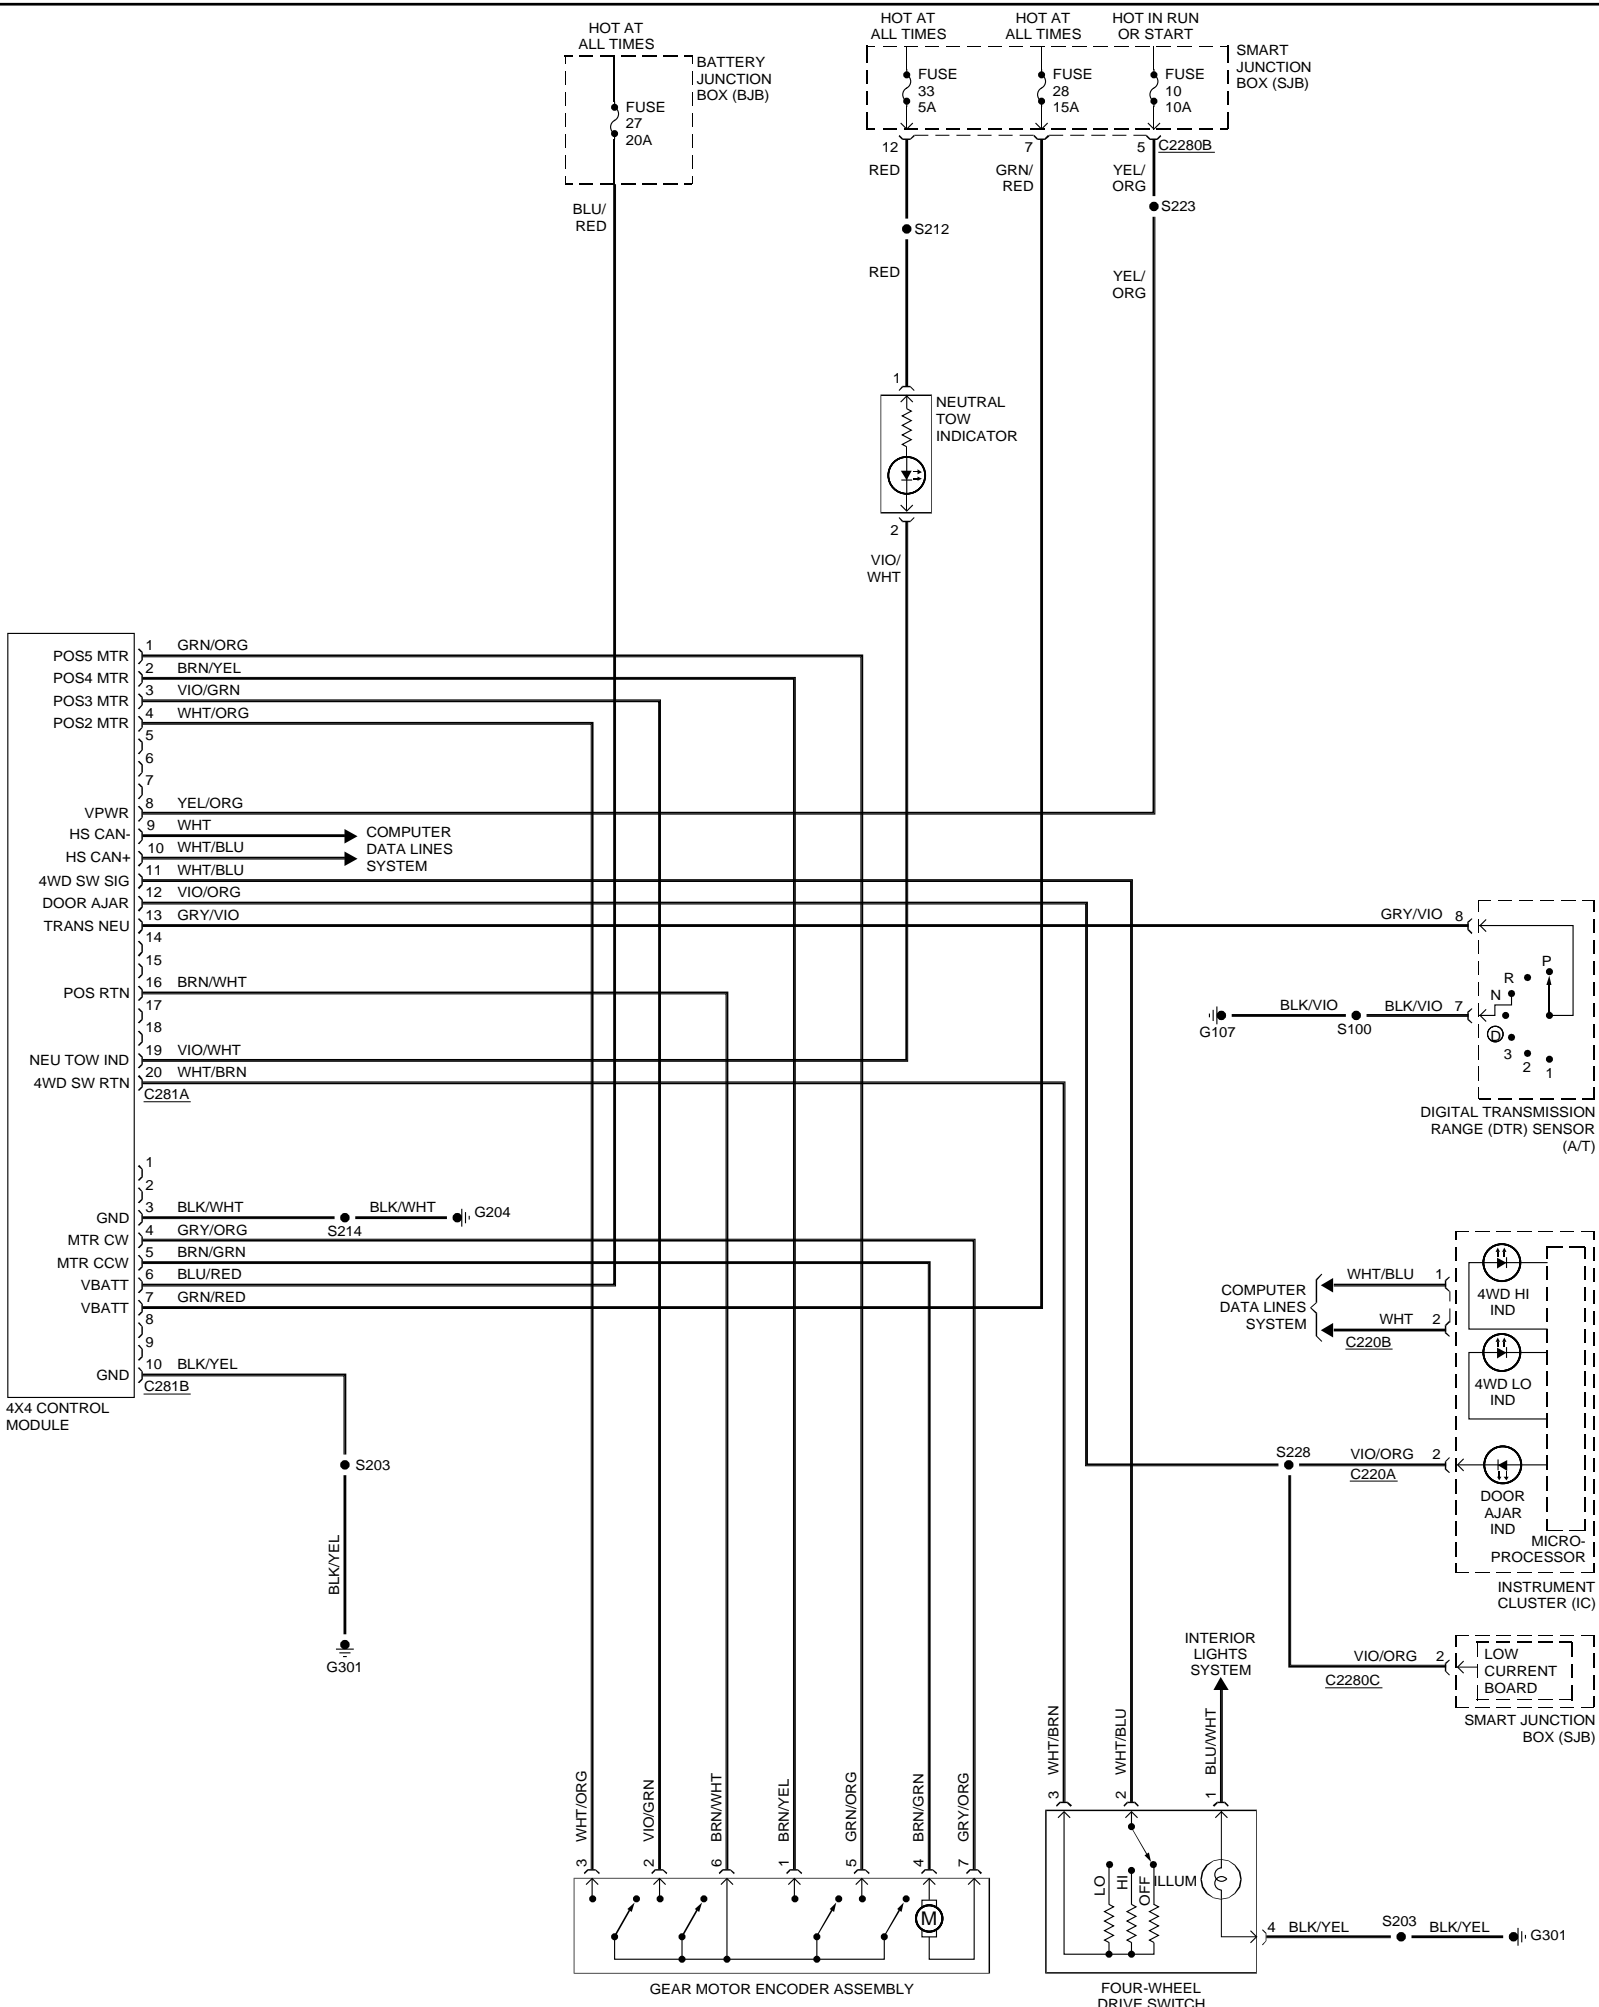 HOT AT
ALL TIMES
BATTERY
JUNCTION
BOX (BJB)
FUSE
27
20A
BLU/
RED
HOT AT
ALL TIMES
HOT AT
ALL TIMES
HOT IN RUN
OR START
SMART
JUNCTION
BOX (SJB)
FUSE
33
5A
FUSE
28
15A
FUSE
10
10A
12
7
5
C2280B
RED
GRN/
RED
YEL/
ORG
S223
S212
RED
YEL/
ORG
1
NEUTRAL
TOW
INDICATOR
2
VIO/
WHT
POS5 MTR 1 GRN/ORG
POS4 MTR 2 BRN/YEL
POS3 MTR 3 VIO/GRN
POS2 MTR 4 WHT/ORG
5
6
7
VPWR 8 YEL/ORG
HS CAN- 9 WHT
HS CAN+ 10 WHT/BLU
COMPUTER
DATA LINES
SYSTEM
4WD SW SIG 11 WHT/BLU
DOOR AJAR 12 VIO/ORG
TRANS NEU 13 GRY/VIO
14
15
POS RTN 16 BRN/WHT
17
18
NEU TOW IND 19 VIO/WHT
4WD SW RTN 20 WHT/BRN
C281A
1
2
GND 3 BLK/WHT
S214
BLK/WHT
G204
MTR CW 4 GRY/ORG
MTR CCW 5 BRN/GRN
VBATT 6 BLU/RED
VBATT 7 GRN/RED
8
9
GND 10 BLK/YEL
C281B
4X4 CONTROL
MODULE
S203
BLK/YEL
G301
GRY/VIO 8
P
R
N
D
3
2
1
G107
BLK/VIO
S100
BLK/VIO 7
DIGITAL TRANSMISSION
RANGE (DTR) SENSOR
(A/T)
COMPUTER
DATA LINES
SYSTEM
WHT/BLU 1
WHT 2
C220B
4WD HI
IND
4WD LO
IND
S228
VIO/ORG 2
C220A
DOOR
AJAR
IND
MICRO-
PROCESSOR
INSTRUMENT
CLUSTER (IC)
VIO/ORG 2
C2280C
LOW
CURRENT
BOARD
SMART JUNCTION
BOX (SJB)
INTERIOR
LIGHTS
SYSTEM
WHT/ORG
VIO/GRN
BRN/WHT
BRN/YEL
GRN/ORG
BRN/GRN
GRY/ORG
3
2
6
1
5
4
7
M
GEAR MOTOR ENCODER ASSEMBLY
WHT/BRN
WHT/BLU
BLU/WHT
3
2
1
LO
HI
OFF
ILLUM
4 BLK/YEL
S203
BLK/YEL
G301
FOUR-WHEEL
DRIVE SWITCH